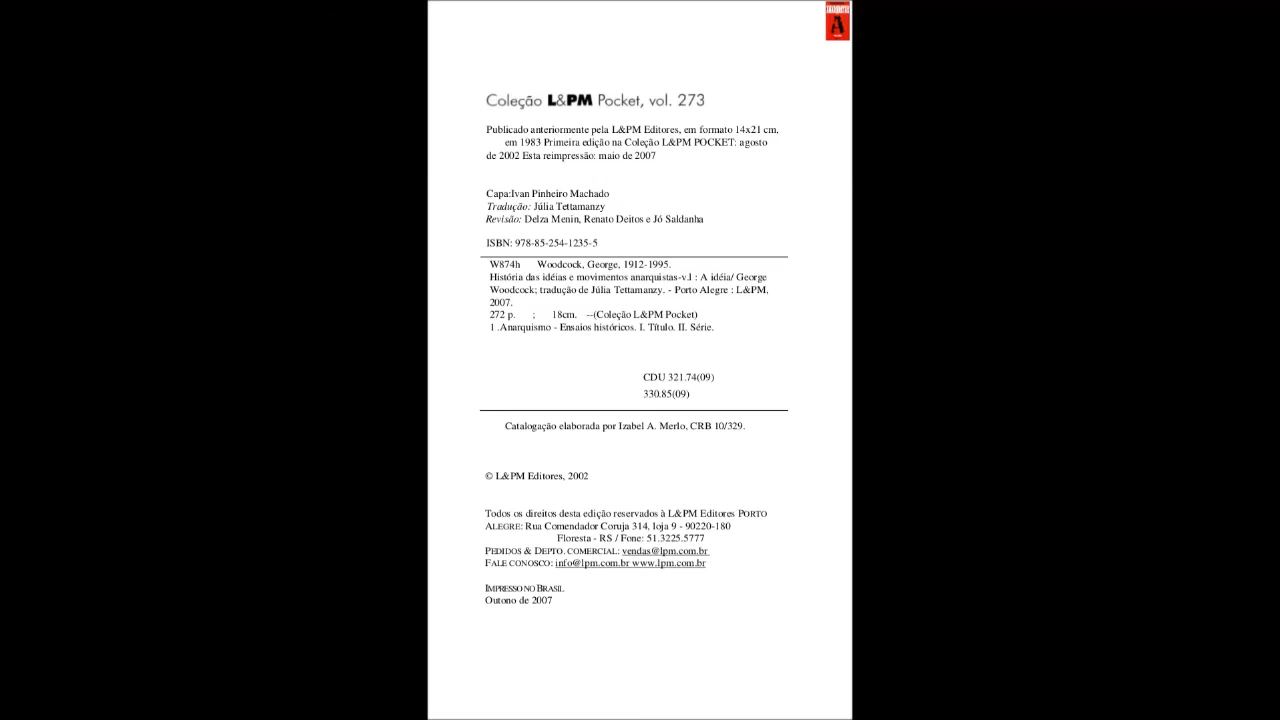 Coleção L&PM Pocket, vol. 273
Publicado anteriormente pela L&PM Editores, em formato 14x21 cm,
em 1983 Primeira edição na Coleção L&PM POCKET: agosto
de 2002 Esta reimpressão: maio de 2007
Capa:Ivan Pinheiro Machado
Tradução: Júlia Tettamanzy
Revisão: Delza Menin, Renato Deitos e Jó Saldanha
ISBN: 978-85-254-1235-5
W874h Woodcock, George, 1912-1995.
História das idéias e movimentos anarquistas-v.l : A idéia/ George
Woodcock; tradução de Júlia Tettamanzy. - Porto Alegre : L&PM,
2007.
272 p. ; 18cm. --(Coleção L&PM Pocket)
1 .Anarquismo - Ensaios históricos. I. Título. II. Série.
CDU 321.74(09)
330.85(09)
Catalogação elaborada por Izabel A. Merlo, CRB 10/329.
© L&PM Editores, 2002
Todos os direitos desta edição reservados à L&PM Editores PORTO
ALEGRE: Rua Comendador Coruja 314, loja 9 - 90220-180
Floresta - RS / Fone: 51.3225.5777
PEDIDOS & DEPTO. COMERCIAL: vendas@lpm.com.br
FALE CONOSCO: info@lpm.com.br www.lpm.com.br
IMPRESSO NO BRASIL
Outono de 2007